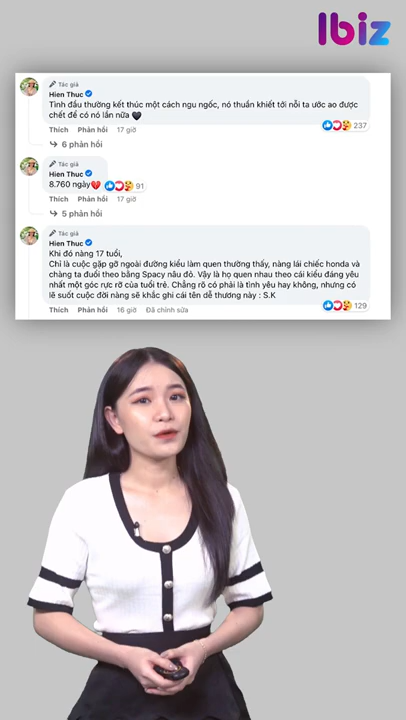 Ibiz
Tác giả
Hien Thuc
Tình đầu thường kết thúc một cách ngu ngốc, nó thuần khiết tới nỗi ta ước ao được
chết để có nó lần nữa 🖤
Thích Phản hồi 17 giờ
237
6 phản hồi
Tác giả
Hien Thuc
8.760 ngày💔
91
Thích Phản hồi 17 giờ
5 phản hồi
Tác giả
Hien Thuc
Khi đó nàng 17 tuổi,
Chỉ là cuộc gặp gỡ ngoài đường kiểu làm quen thường thấy, nàng lái chiếc honda và
chàng ta đuổi theo bằng Spacy nâu đỏ. Vậy là họ quen nhau theo cái kiểu đáng yêu
nhất một góc rực rỡ của tuổi trẻ. Chẳng rõ có phải là tình yêu hay không, nhưng có
lẽ suốt cuộc đời nàng sẽ khắc ghi cái tên dễ thương này : S.K
Thích Phản hồi 16 giờ Đã chỉnh sửa
129